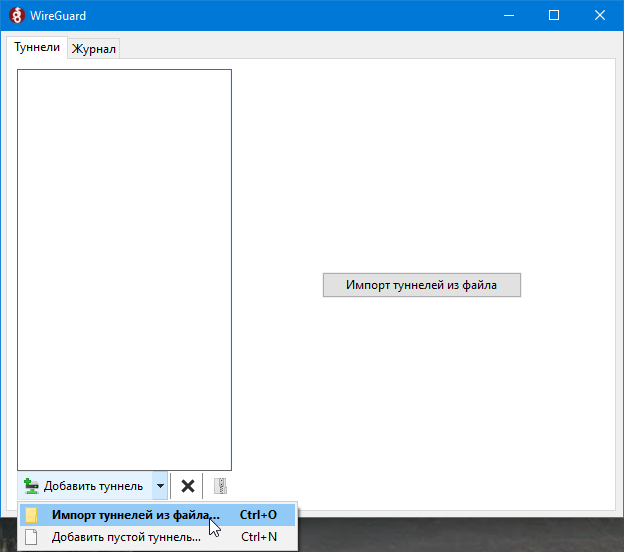 WireGuard
Туннели
Журнал
Импорт туннелей из файла
Добавить туннель
Импорт туннелей из файла... Ctrl+O
Добавить пустой туннель... Ctrl+N